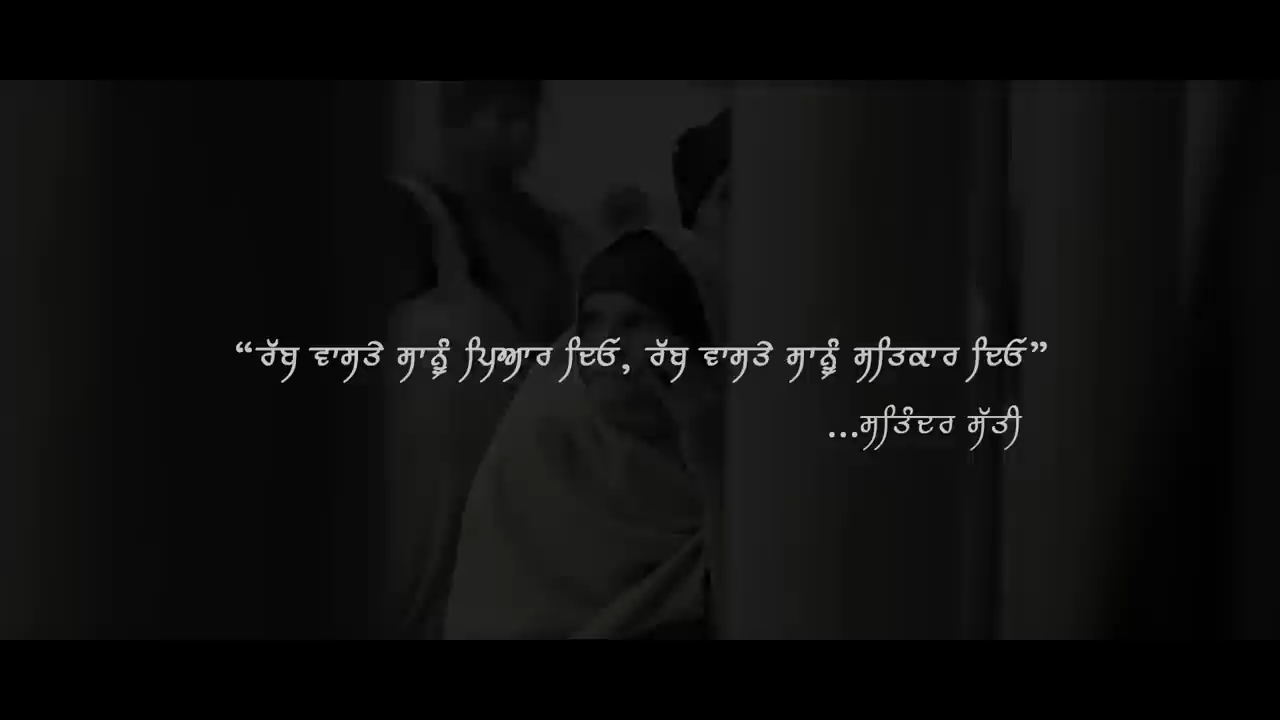 “ਰੱਬ ਵਾਸਤੇ ਸਾਨੂੰ ਪਿਆਰ ਦਿਓ, ਰੱਬ ਵਾਸਤੇ ਸਾਨੂੰ ਸਤਿਕਾਰ ਦਿਓ”
...ਸਤਿੰਦਰ ਸੱਤੀ